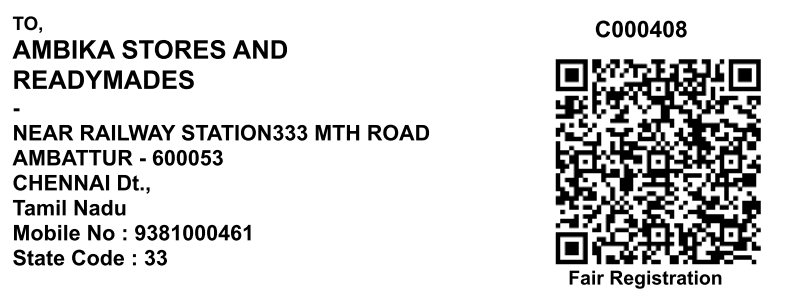 TO,
AMBIKA STORES AND
READYMADES
-
NEAR RAILWAY STATION333 MTH ROAD
AMBATTUR - 600053
CHENNAI Dt.,
Tamil Nadu
Mobile No : 9381000461
State Code : 33
C000408
Fair Registration